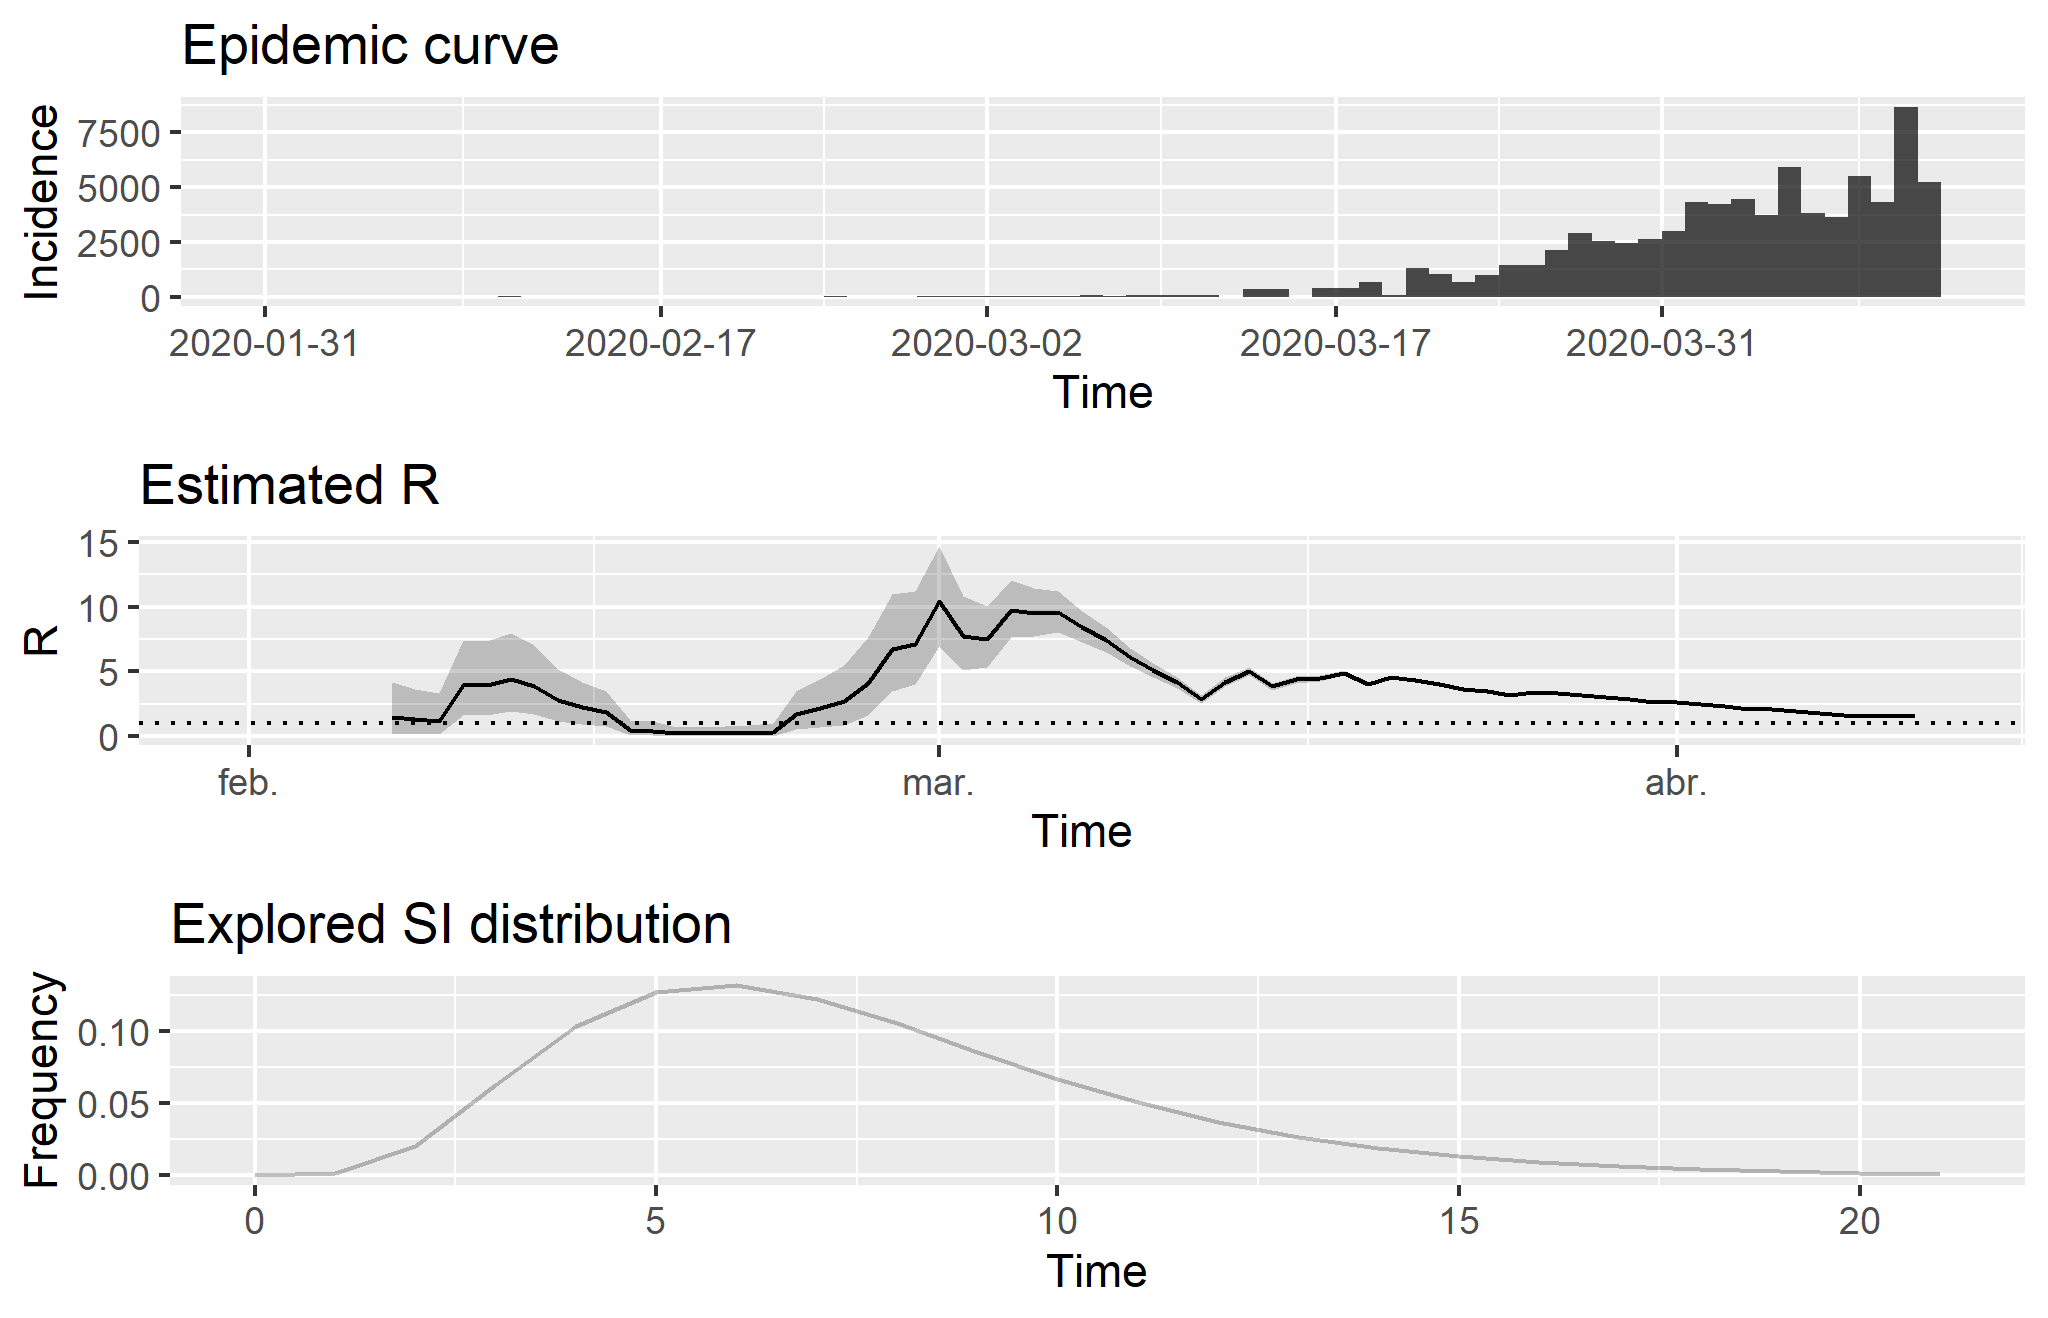 Epidemic curve
Incidence
7500
5000
2500
0
2020-01-31 2020-02-17 2020-03-02 2020-03-17 2020-03-31
Time
Estimated R
R
15
10
5
0
feb. mar. abr.
Time
Explored SI distribution
Frequency
0.10
0.05
0.00
0 5 10 15 20
Time